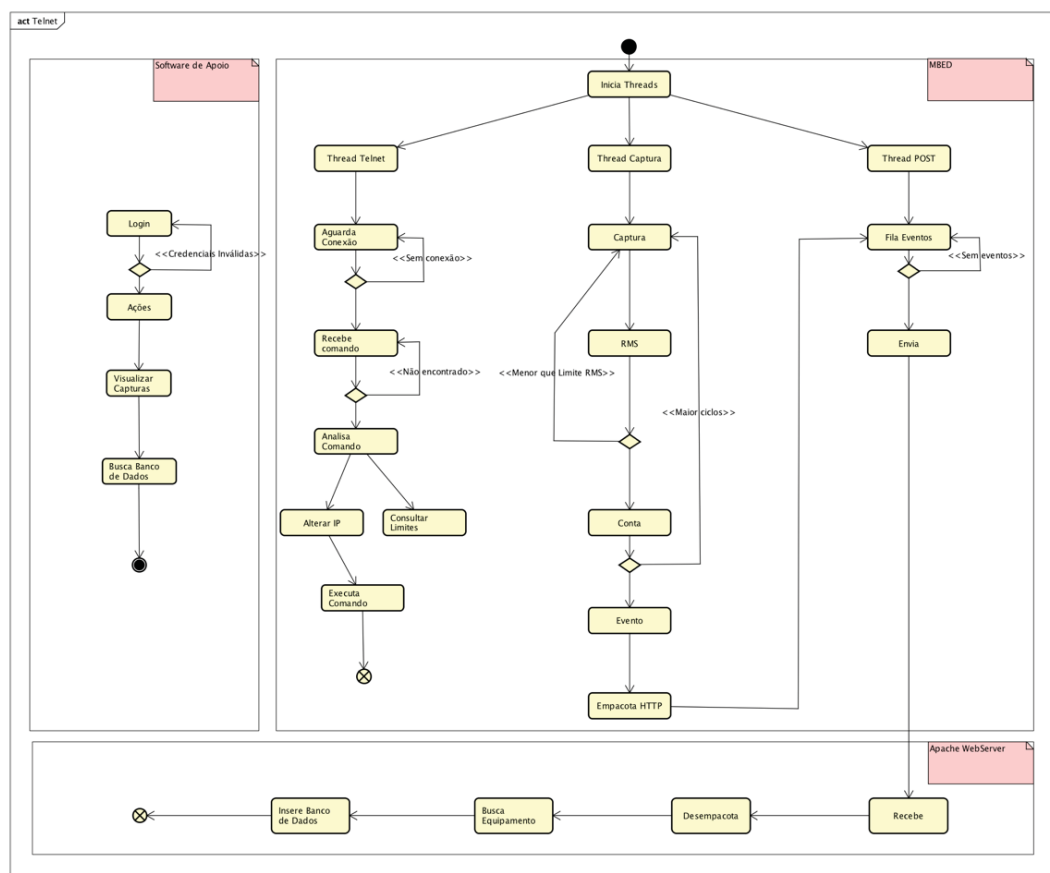 act Telnet
Software de Apoio
MBED
Inicia Threads
Thread Telnet
Thread Captura
Thread POST
Login
<<Credenciais Inválidas>>
Ações
Visualizar
Capturas
Busca Banco
de Dados
Aguarda
Conexão
<<Sem conexão>>
Recebe
comando
<<Não encontrado>>
Analisa
Comando
Alterar IP
Consultar
Limites
Executa
Comando
Captura
RMS
<<Menor que Limite RMS>>
<<Maior ciclos>>
Conta
Evento
Empacota HTTP
Fila Eventos
<<Sem eventos>>
Envia
Apache WebServer
Insere Banco
de Dados
Busca
Equipamento
Desempacota
Recebe